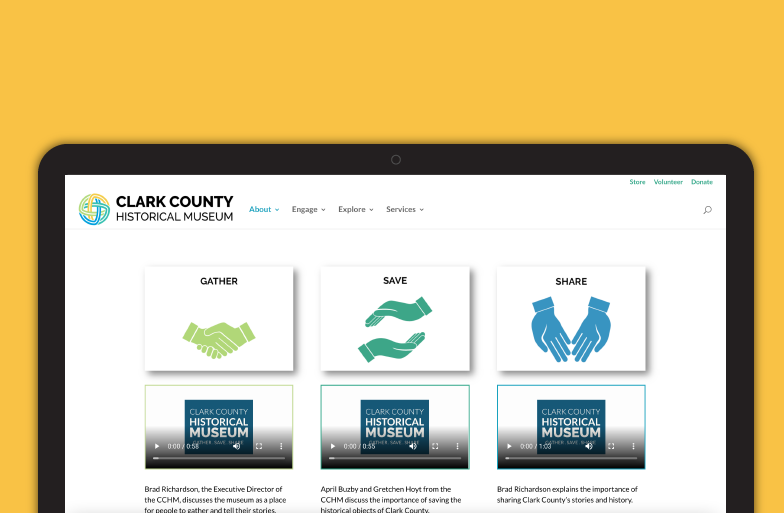 Store Volunteer Donate
CLARK COUNTY
HISTORICAL MUSEUM
About Engage Explore Services
GATHER
SAVE
SHARE
CLARK COUNTY
HISTORICAL
MUSEUM
GATHER SAVE SHARE
0:00 / 0:58
CLARK COUNTY
HISTORICAL
MUSEUM
GATHER SAVE SHARE
0:00 / 0:55
CLARK COUNTY
HISTORICAL
MUSEUM
GATHER SAVE SHARE
0:00 / 1:03
Brad Richardson, the Executive Director of
the CCHM, discusses the museum as a place
for people to gather and tell their stories.
April Buzby and Gretchen Hoyt from the
CCHM discuss the importance of saving the
historical objects of Clark County.
Brad Richardson explains the importance of
sharing Clark County's stories and history.